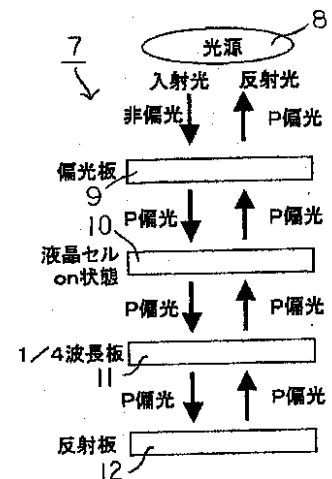 7
光源
8
入射光 反射光
非偏光 P偏光
偏光板
9
P偏光 P偏光
10
液晶セル
on状態
P偏光 P偏光
1/4波長板
11
P偏光 P偏光
反射板
12